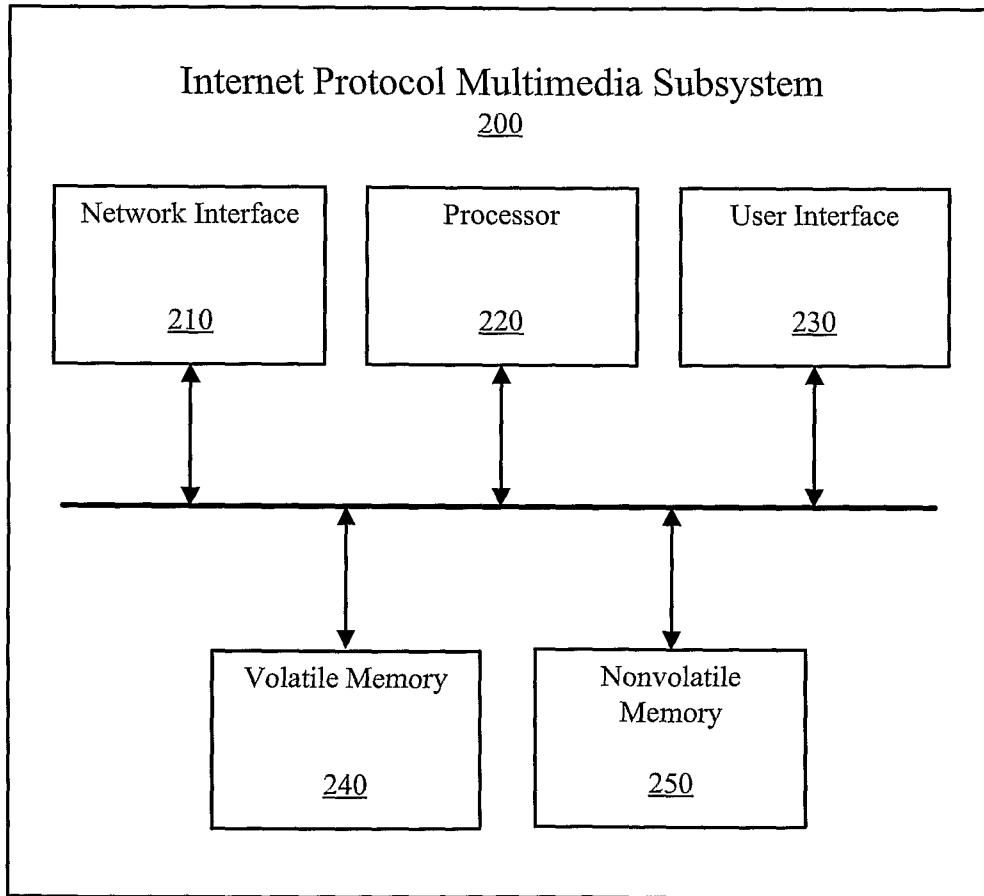 Internet Protocol Multimedia Subsystem
200
Network Interface
210
Processor
220
User Interface
230
Volatile Memory
240
Nonvolatile
Memory
250